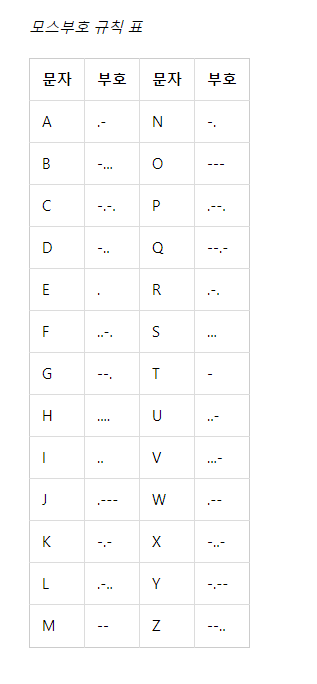 모스부호 규칙 표
문자 부호 문자 부호
A .- N -.
B -... O ---
C -.-. P .--.
D -.. Q --.-
E . R .-.
F ..-. S ...
G --. T -
H .... U ..-
I .. V ...-
J .--- W .--
K -.- X -..-
L .-.. Y -.--
M -- Z --..